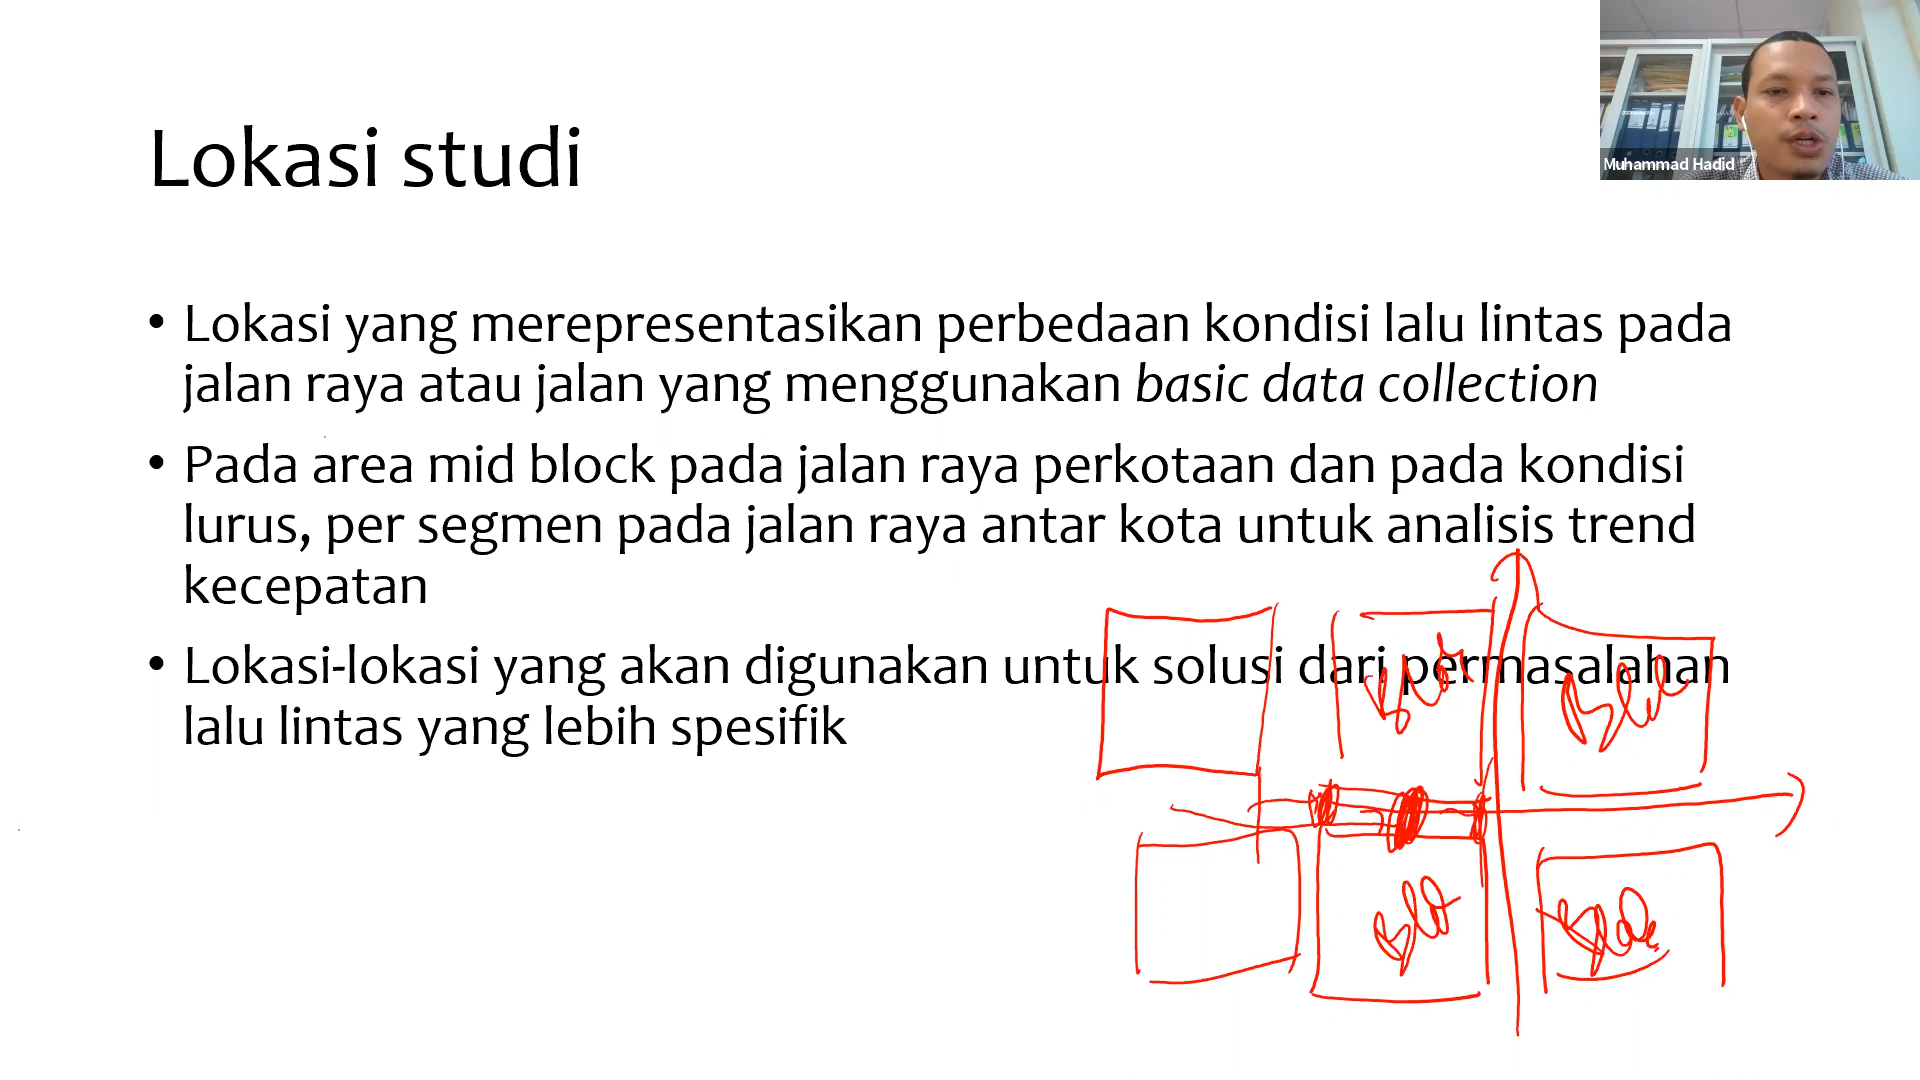 Muhammad Hadid
Lokasi studi
• Lokasi yang merepresentasikan perbedaan kondisi lalu lintas pada
jalan raya atau jalan yang menggunakan basic data collection
• Pada area mid block pada jalan raya perkotaan dan pada kondisi
lurus, per segmen pada jalan raya antar kota untuk analisis trend
kecepatan
• Lokasi-lokasi yang akan digunakan untuk solusi dari permasalahan
lalu lintas yang lebih spesifik